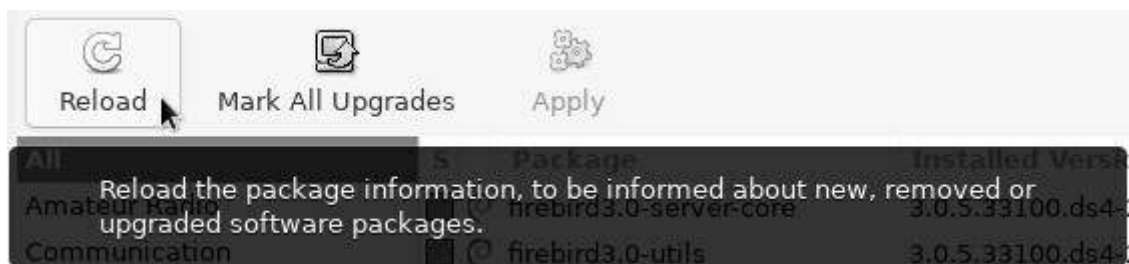 Reload Mark All Upgrades Apply
All S Package Installed Versi
Reload the package information, to be informed about new, removed or
upgraded software packages.
Amateur Radio firebird3.0-server-core 3.0.5.33100.ds4-
Communication firebird3.0-utils 3.0.5.33100.ds4-